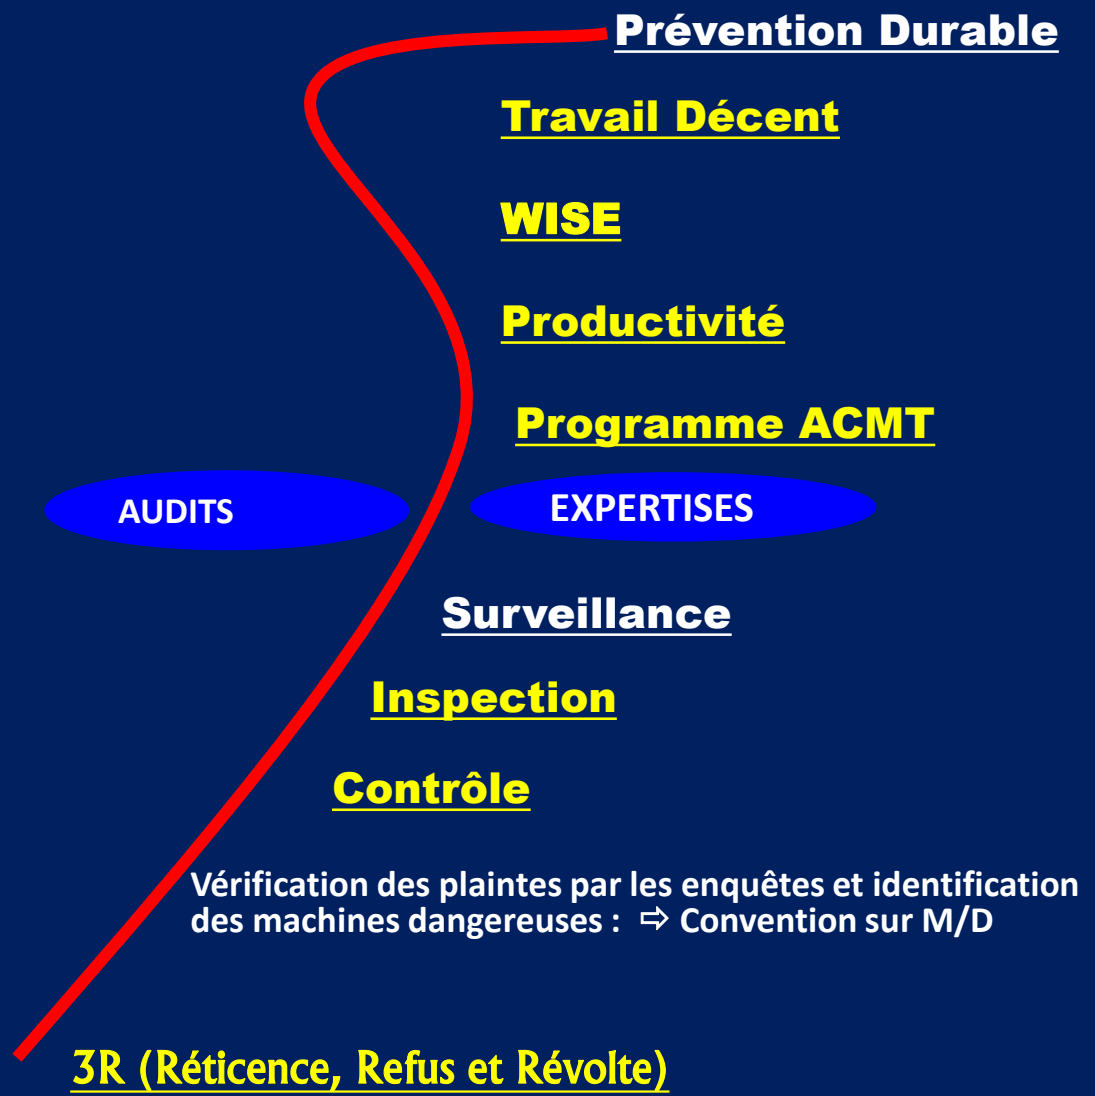 Prévention Durable
Travail Décent
WISE
Productivité
Programme ACMT
AUDITS
EXPERTISES
Surveillance
Inspection
Contrôle
Vérification des plaintes par les enquêtes et identification
des machines dangereuses : ⇨ Convention sur M/D
3R (Réticence, Refus et Révolte)